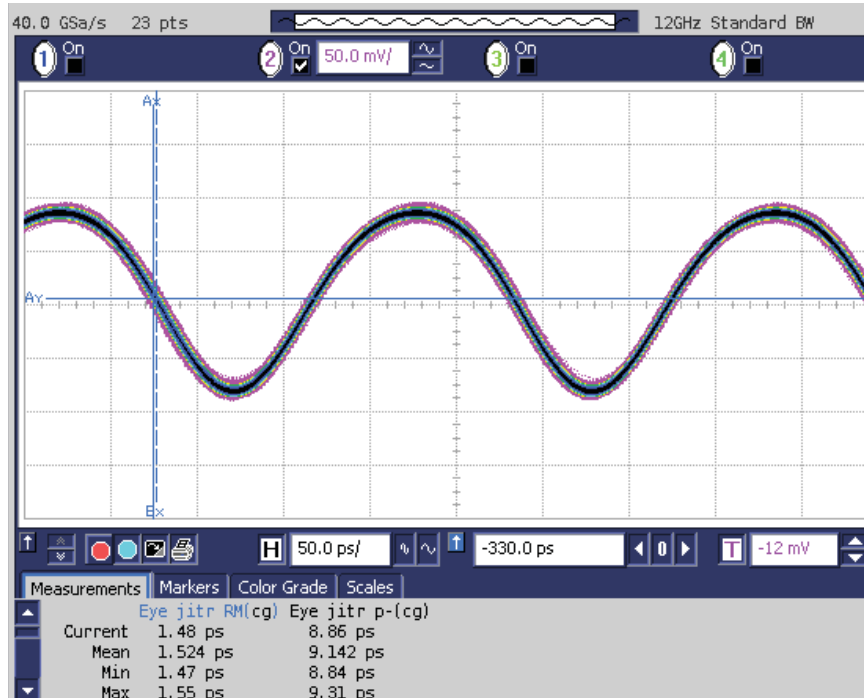 40.0 GSa/s 23 pts 12GHz Standard BW
1 On 2 On 50.0 mV/ 3 On 4 On
Ax
Ay
Ex
H 50.0 ps/ -330.0 ps 0 T -12 mV
Measurements Markers Color Grade Scales
Eye jitr RM(cg) Eye jitr p-(cg)
Current 1.48 ps 8.86 ps
Mean 1.524 ps 9.142 ps
Min 1.47 ps 8.84 ps
Max 1.55 ps 9.31 ps